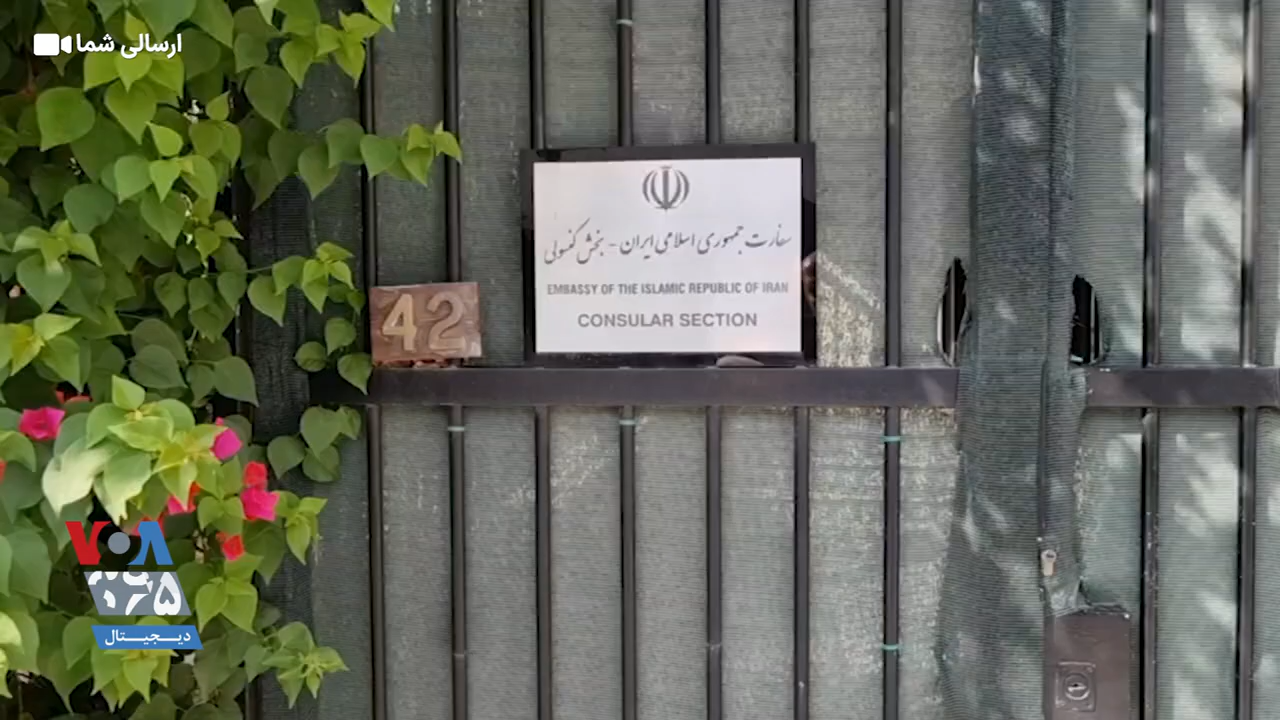 ارسالی شما
سفارت جمهوری اسلامی ایران - بخش کنسولی
EMBASSY OF THE ISLAMIC REPUBLIC OF IRAN
CONSULAR SECTION
42
VOA
۳۶۵
دیـجیـتال